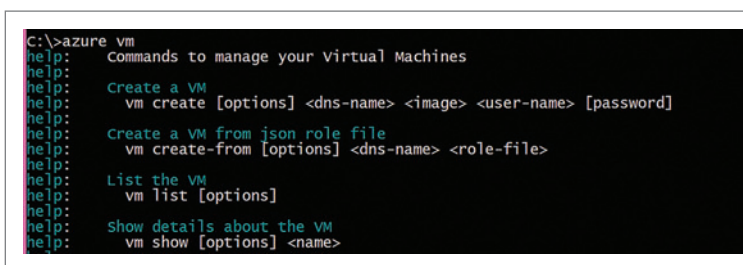 C:\>azure vm
help:    Commands to manage your Virtual Machines
help:
help:    Create a VM
help:      vm create [options] <dns-name> <image> <user-name> [password]
help:
help:    Create a VM from json role file
help:      vm create-from [options] <dns-name> <role-file>
help:
help:    List the VM
help:      vm list [options]
help:
help:    Show details about the VM
help:      vm show [options] <name>